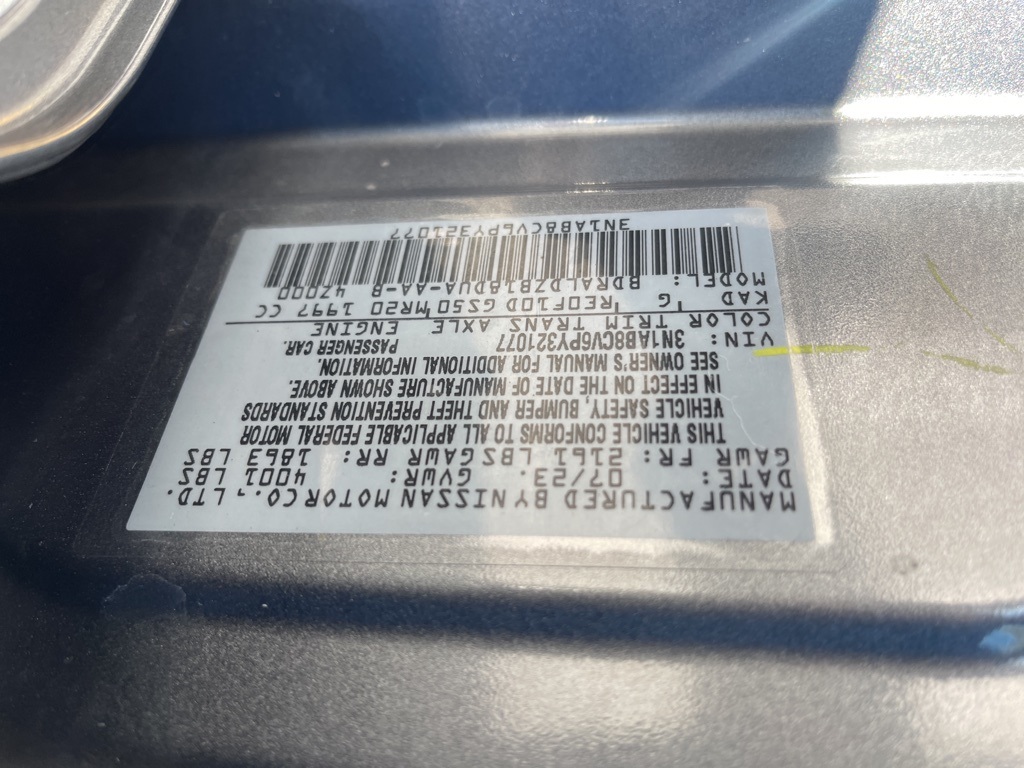 MANUFACTURED BY NISSAN MOTOR CO., LTD.
DATE: 07/23. GVWR: 4001 LBS
GAWR FR: 2161 LBS GAWR RR: 1863 LBS
THIS VEHICLE CONFORMS TO ALL APPLICABLE FEDERAL MOTOR
VEHICLE SAFETY, BUMPER AND THEFT PREVENTION STANDARDS
IN EFFECT ON THE DATE OF MANUFACTURE SHOWN ABOVE.
SEE OWNER'S MANUAL FOR ADDITIONAL INFORMATION.
VIN: 3N1AB8CV6PY321077 PASSENGER CAR.
COLOR TRIM TRANS AXLE ENGINE
KAD G RE0F10D GS50 MR20 1997 CC
MODEL: BDRALDZB18DUA-AA-B 47000
3N1AB8CV6PY321077